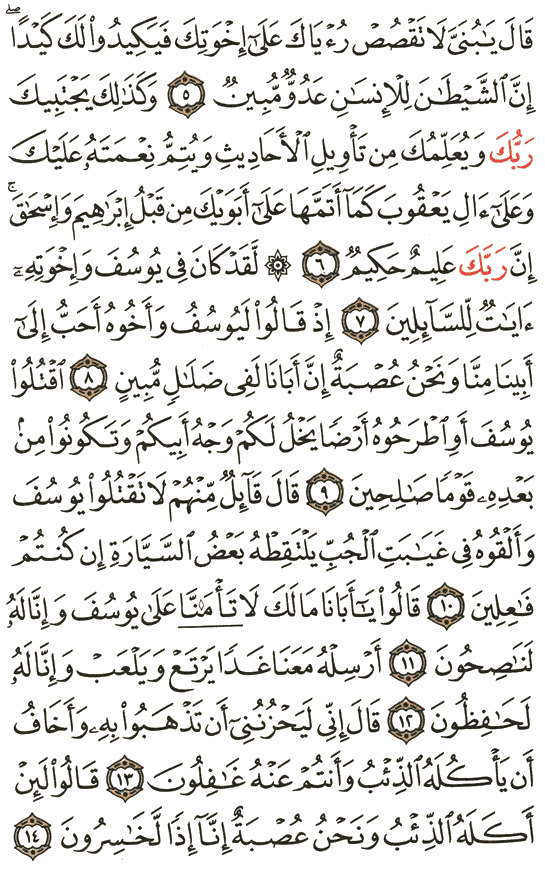 قَالَ يَٰبُنَىَّ لَا تَقْصُصْ رُءْيَاكَ عَلَىٰٓ إِخْوَتِكَ فَيَكِيدُوا۟ لَكَ كَيْدًا ۖ
إِنَّ ٱلشَّيْطَٰنَ لِلْإِنسَٰنِ عَدُوٌّ مُّبِينٌ ٥ وَكَذَٰلِكَ يَجْتَبِيكَ
رَبُّكَ وَيُعَلِّمُكَ مِن تَأْوِيلِ ٱلْأَحَادِيثِ وَيُتِمُّ نِعْمَتَهُۥ عَلَيْكَ
وَعَلَىٰٓ ءَالِ يَعْقُوبَ كَمَآ أَتَمَّهَا عَلَىٰٓ أَبَوَيْكَ مِن قَبْلُ إِبْرَٰهِيمَ وَإِسْحَٰقَ ۚ
إِنَّ رَبَّكَ عَلِيمٌ حَكِيمٌ ٦ ۞ لَّقَدْ كَانَ فِى يُوسُفَ وَإِخْوَتِهِۦٓ
ءَايَٰتٌ لِّلسَّآئِلِينَ ٧ إِذْ قَالُوا۟ لَيُوسُفُ وَأَخُوهُ أَحَبُّ إِلَىٰٓ
أَبِينَا مِنَّا وَنَحْنُ عُصْبَةٌ إِنَّ أَبَانَا لَفِى ضَلَٰلٍ مُّبِينٍ ٨ ٱقْتُلُوا۟
يُوسُفَ أَوِ ٱطْرَحُوهُ أَرْضًا يَخْلُ لَكُمْ وَجْهُ أَبِيكُمْ وَتَكُونُوا۟ مِنۢ
بَعْدِهِۦ قَوْمًا صَٰلِحِينَ ٩ قَالَ قَآئِلٌ مِّنْهُمْ لَا تَقْتُلُوا۟ يُوسُفَ
وَأَلْقُوهُ فِى غَيَٰبَتِ ٱلْجُبِّ يَلْتَقِطْهُ بَعْضُ ٱلسَّيَّارَةِ إِن كُنتُمْ
فَٰعِلِينَ ١٠ قَالُوا۟ يَٰٓأَبَانَا مَا لَكَ لَا تَأْمَ۫نَّا عَلَىٰ يُوسُفَ وَإِنَّا لَهُۥ
لَنَٰصِحُونَ ١١ أَرْسِلْهُ مَعَنَا غَدًا يَرْتَعْ وَيَلْعَبْ وَإِنَّا لَهُۥ
لَحَٰفِظُونَ ١٢ قَالَ إِنِّى لَيَحْزُنُنِىٓ أَن تَذْهَبُوا۟ بِهِۦ وَأَخَافُ
أَن يَأْكُلَهُ ٱلذِّئْبُ وَأَنتُمْ عَنْهُ غَٰفِلُونَ ١٣ قَالُوا۟ لَئِنْ
أَكَلَهُ ٱلذِّئْبُ وَنَحْنُ عُصْبَةٌ إِنَّآ إِذًا لَّخَٰسِرُونَ ١٤